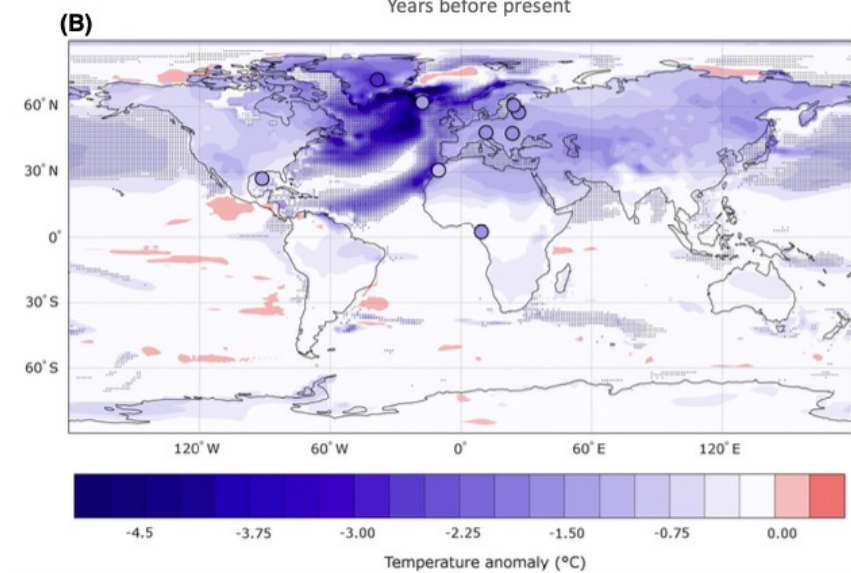 Years before present
(B)
60°N
30°N
0°
30°S
60°S
120°W 60°W 0° 60°E 120°E
-4.5 -3.75 -3.00 -2.25 -1.50 -0.75 0.00
Temperature anomaly (°C)